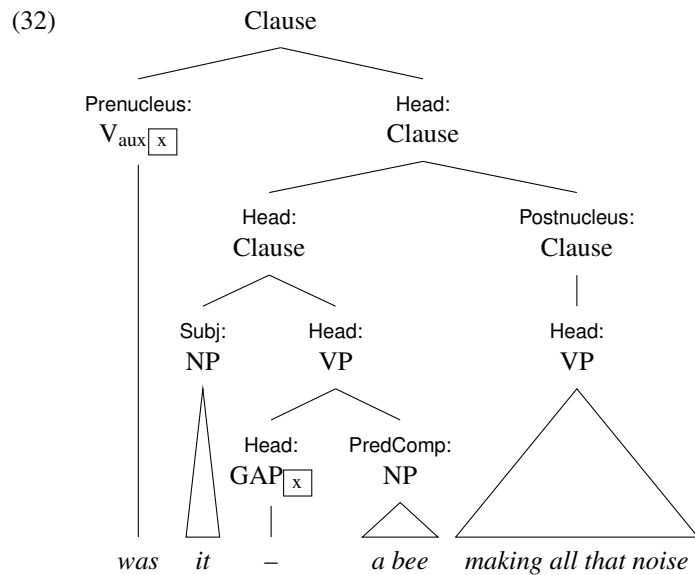 (32) Clause
Prenucleus: Head:
V_aux x Clause
Head: Postnucleus:
Clause Clause
Subj: Head: Head:
NP VP VP
Head: PredComp:
GAP x NP
was it – a bee making all that noise